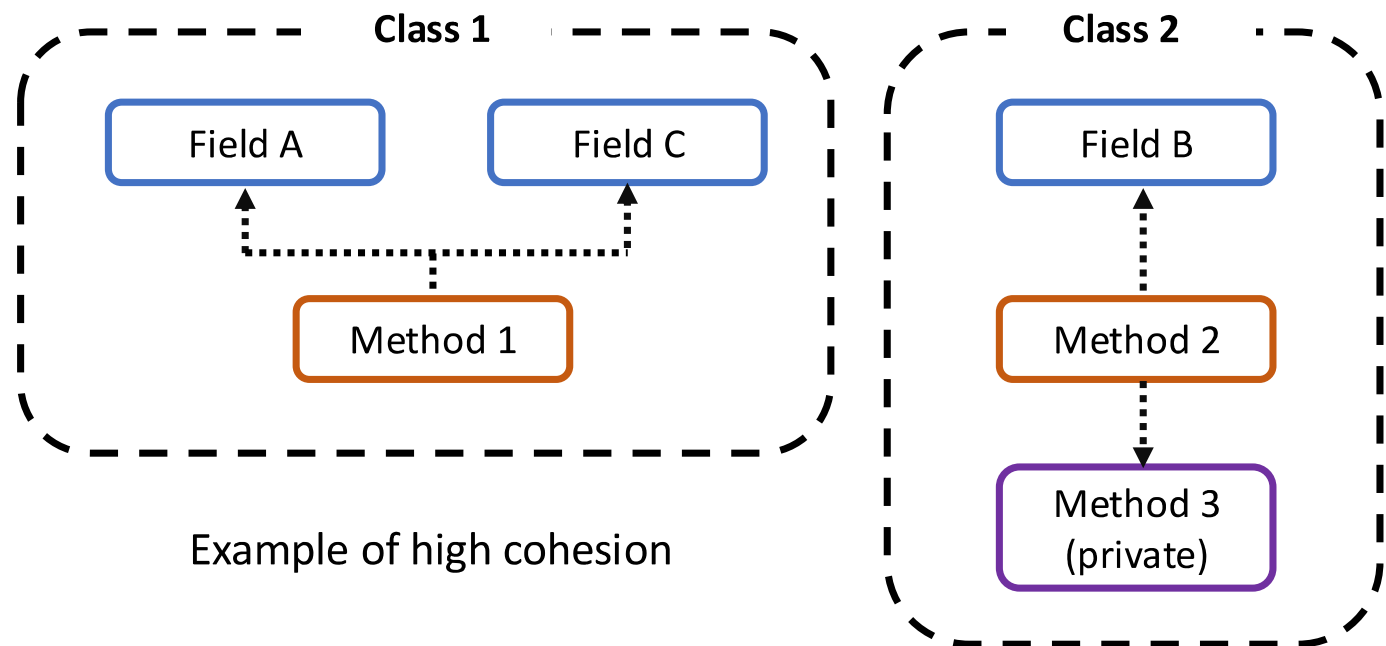 Class 1
Field A
Field C
Method 1
Example of high cohesion
Class 2
Field B
Method 2
Method 3
(private)